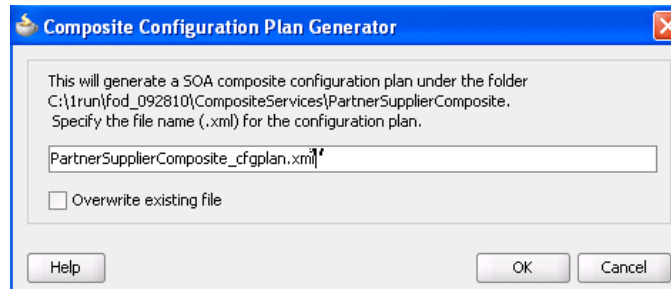 Composite Configuration Plan Generator
This will generate a SOA composite configuration plan under the folder
C:\1run\fod_092810\CompositeServices\PartnerSupplierComposite.
Specify the file name (.xml) for the configuration plan.
PartnerSupplierComposite_cfgplan.xml
Overwrite existing file
Help
OK
Cancel